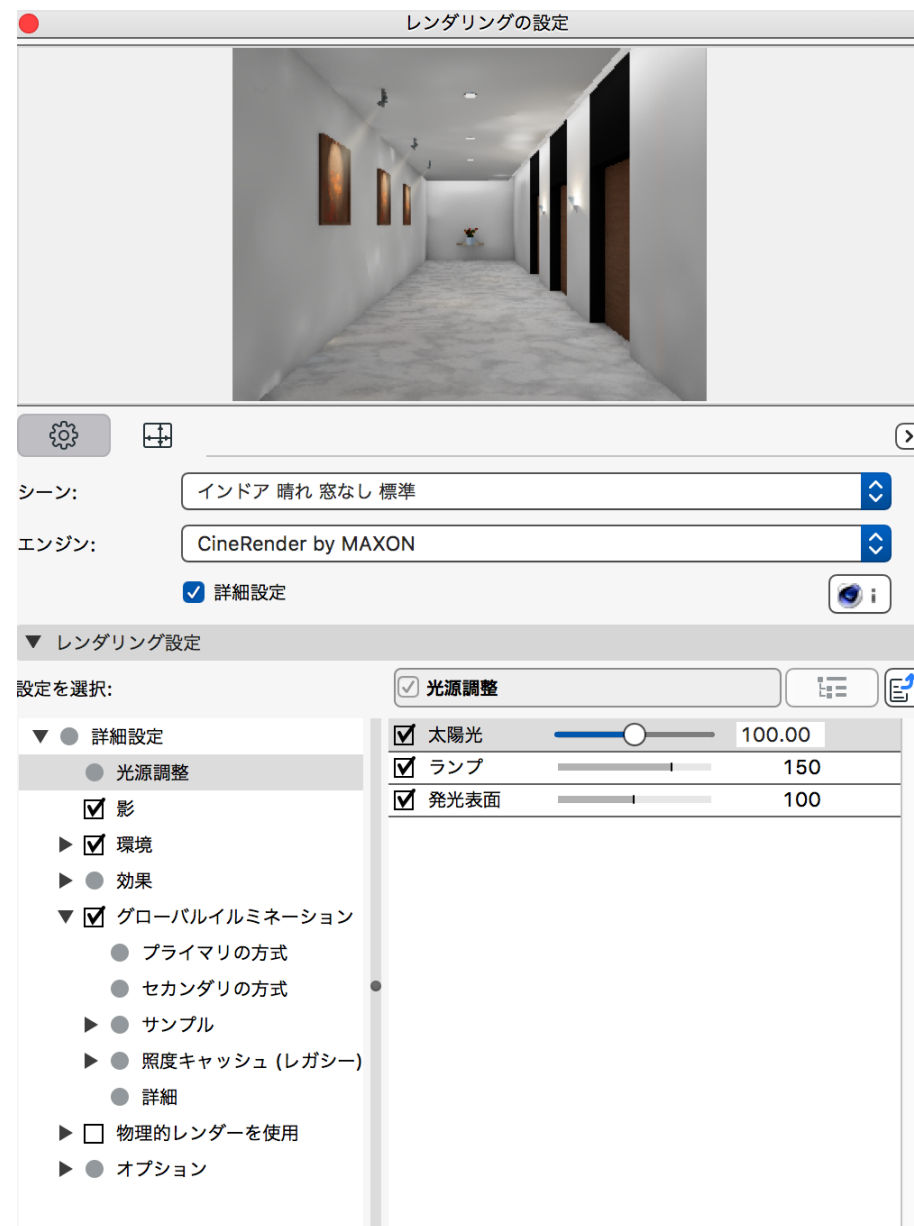 レンダリングの設定
シーン: インドア 晴れ 窓なし 標準
エンジン: CineRender by MAXON
詳細設定
i
レンダリング設定
設定を選択: 光源調整
詳細設定
光源調整
影
環境
効果
グローバルイルミネーション
プライマリの方式
セカンダリの方式
サンプル
照度キャッシュ (レガシー)
詳細
物理的レンダーを使用
オプション
太陽光 100.00
ランプ 150
発光表面 100